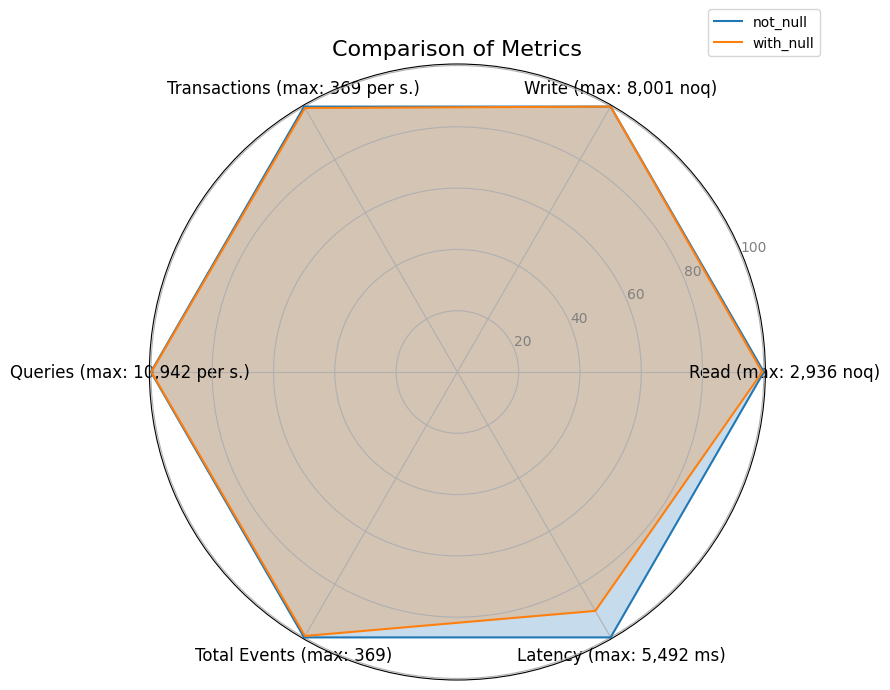 not_null
with_null
Comparison of Metrics
Transactions (max: 369 per s.)
Write (max: 8,001 noq)
100
80
60
40
20
Queries (max: 10,942 per s.)
Read (max: 2,936 noq)
Total Events (max: 369)
Latency (max: 5,492 ms)